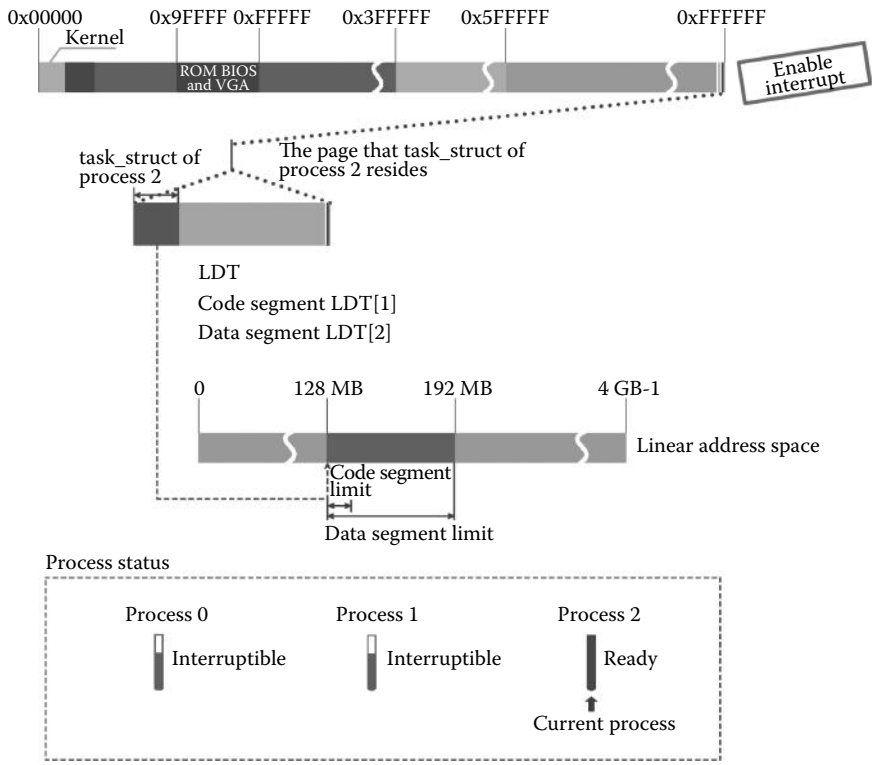 0x00000 0x9FFFF 0xFFFFF 0x3FFFFF 0x5FFFFF 0xFFFFFF
Kernel
ROM BIOS
and VGA
Enable
interrupt
task_struct of
process 2
The page that task_struct of
process 2 resides
LDT
Code segment LDT[1]
Data segment LDT[2]
0 128 MB 192 MB 4 GB-1
Linear address space
Code segment
limit
Data segment limit
Process status
Process 0 Process 1 Process 2
Interruptible Interruptible Ready
Current process